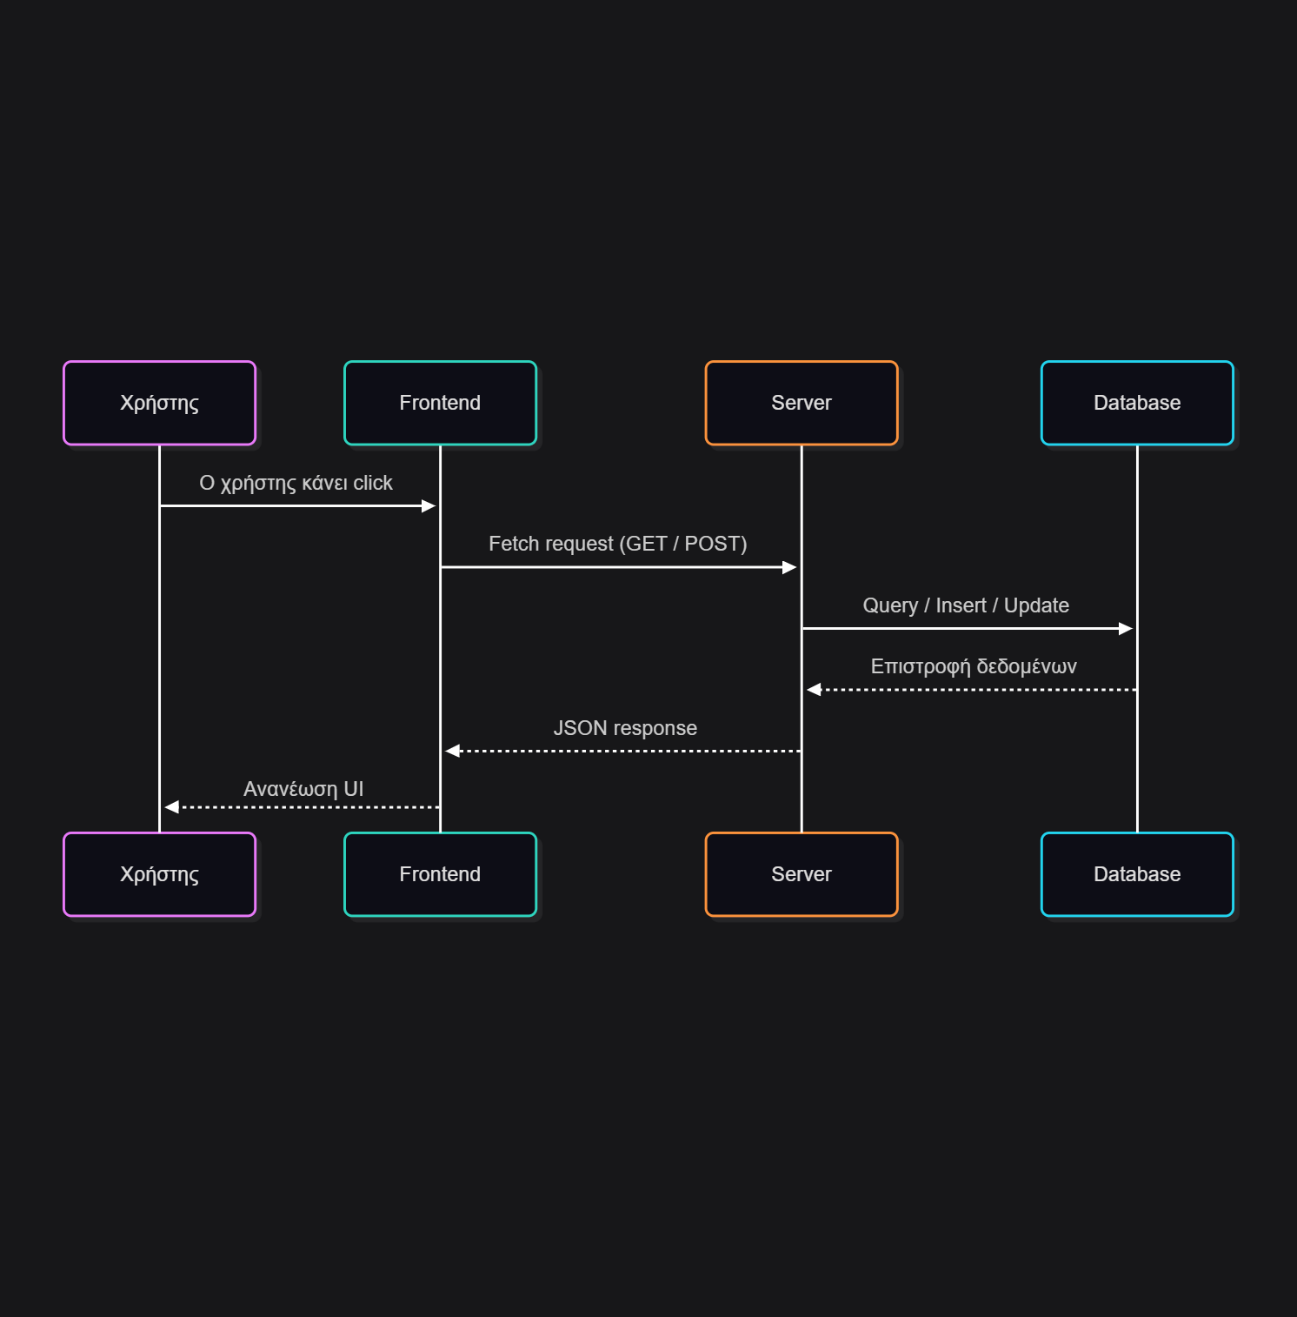 Χρήστης
Frontend
Server
Database
Ο χρήστης κάνει click
Fetch request (GET / POST)
Query / Insert / Update
Επιστροφή δεδομένων
JSON response
Ανανέωση UI
Χρήστης
Frontend
Server
Database